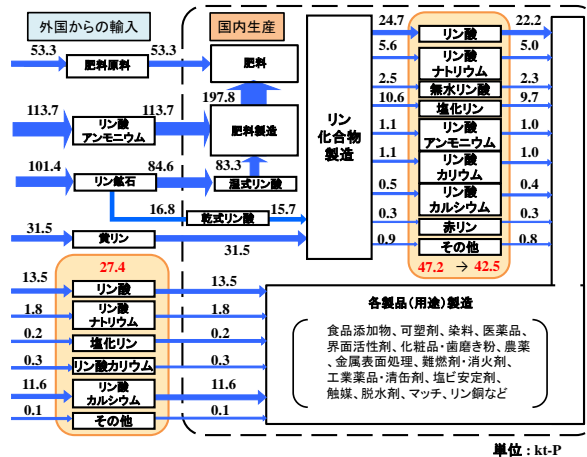 外国からの輸入
国内生産
53.3
肥料原料
53.3
肥料
197.8
113.7
リン酸
アンモニウム
113.7
肥料製造
83.3
101.4
リン鉱石
84.6
湿式リン酸
16.8
乾式リン酸
15.7
31.5
黄リン
31.5
リン
化合物
製造
24.7
リン酸
22.2
5.6
リン酸
ナトリウム
5.0
2.5
無水リン酸
2.3
10.6
塩化リン
9.7
1.1
リン酸
アンモニウム
1.0
1.1
リン酸
カリウム
1.0
0.5
リン酸
カルシウム
0.4
0.3
赤リン
0.3
0.9
その他
0.8
47.2 → 42.5
27.4
13.5
リン酸
13.5
1.8
リン酸
ナトリウム
1.8
0.2
塩化リン
0.2
0.3
リン酸カリウム
0.3
11.6
リン酸
カルシウム
11.6
0.1
その他
0.1
各製品(用途)製造
食品添加物、可塑剤、染料、医薬品、
界面活性剤、化粧品・歯磨き粉、農薬
、金属表面処理、難燃剤・消火剤、
工業薬品・清缶剤、塩ビ安定剤、
触媒、脱水剤、マッチ、リン銅など
単位 : kt-P